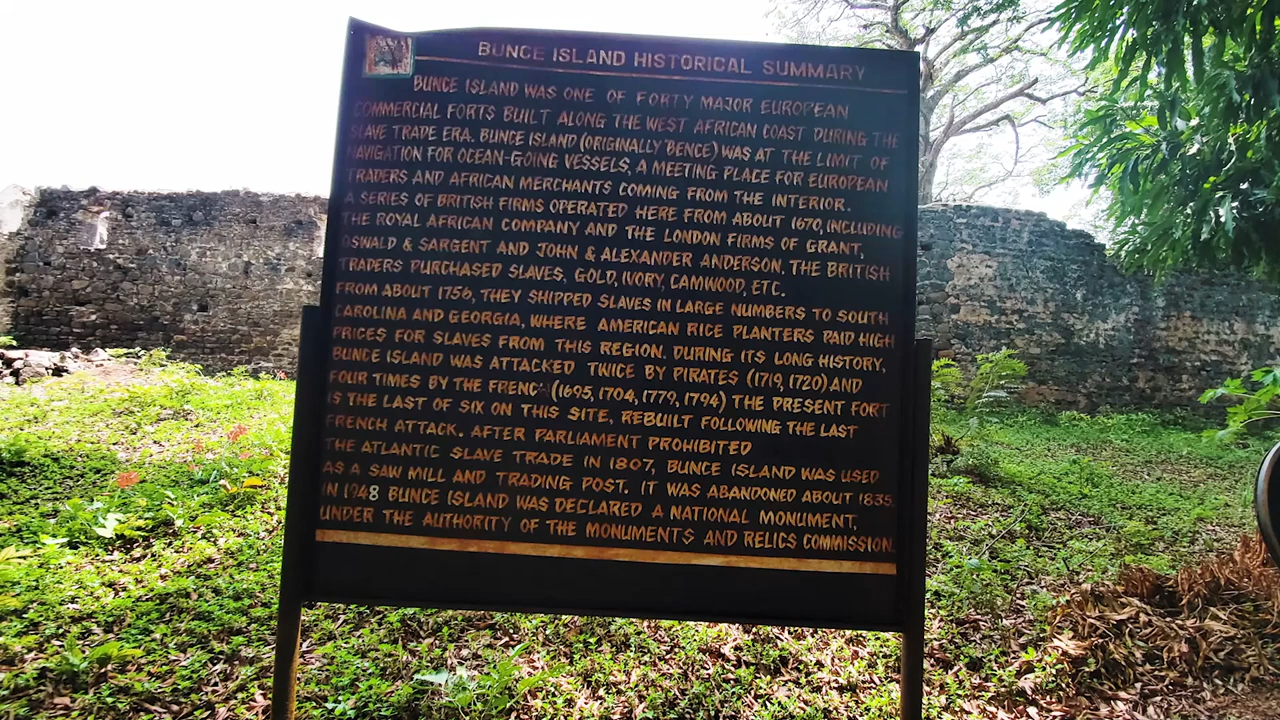 BUNCE ISLAND HISTORICAL SUMMARY
BUNCE ISLAND WAS ONE OF FORTY MAJOR EUROPEAN
COMMERCIAL FORTS BUILT ALONG THE WEST AFRICAN COAST DURING THE
SLAVE TRADE ERA. BUNCE ISLAND (ORIGINALLY 'BENCE') WAS AT THE LIMIT OF
NAVIGATION FOR OCEAN-GOING VESSELS, A MEETING PLACE FOR EUROPEAN
TRADERS AND AFRICAN MERCHANTS COMING FROM THE INTERIOR.
A SERIES OF BRITISH FIRMS OPERATED HERE FROM ABOUT 1670, INCLUDING
THE ROYAL AFRICAN COMPANY AND THE LONDON FIRMS OF GRANT,
OSWALD & SARGENT AND JOHN & ALEXANDER ANDERSON. THE BRITISH
TRADERS PURCHASED SLAVES, GOLD, IVORY, CAMWOOD, ETC.
FROM ABOUT 1756, THEY SHIPPED SLAVES IN LARGE NUMBERS TO SOUTH
CAROLINA AND GEORGIA, WHERE AMERICAN RICE PLANTERS PAID HIGH
PRICES FOR SLAVES FROM THIS REGION. DURING ITS LONG HISTORY,
BUNCE ISLAND WAS ATTACKED TWICE BY PIRATES (1719, 1720) AND
FOUR TIMES BY THE FRENCH (1695, 1704, 1779, 1794) THE PRESENT FORT
IS THE LAST OF SIX ON THIS SITE, REBUILT FOLLOWING THE LAST
FRENCH ATTACK. AFTER PARLIAMENT PROHIBITED
THE ATLANTIC SLAVE TRADE IN 1807, BUNCE ISLAND WAS USED
AS A SAW MILL AND TRADING POST. IT WAS ABANDONED ABOUT 1835.
IN 1948 BUNCE ISLAND WAS DECLARED A NATIONAL MONUMENT,
UNDER THE AUTHORITY OF THE MONUMENTS AND RELICS COMMISSION.